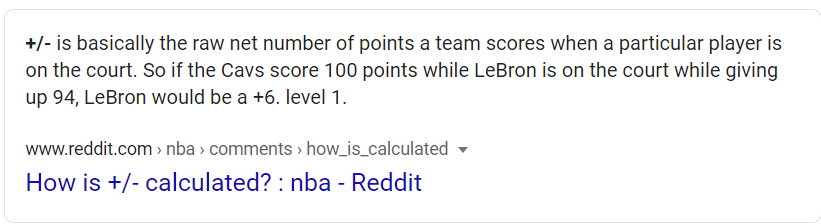 +/- is basically the raw net number of points a team scores when a particular player is
on the court. So if the Cavs score 100 points while LeBron is on the court while giving
up 94, LeBron would be a +6. level 1.
www.reddit.com › nba › comments › how_is_calculated
How is +/- calculated? : nba - Reddit